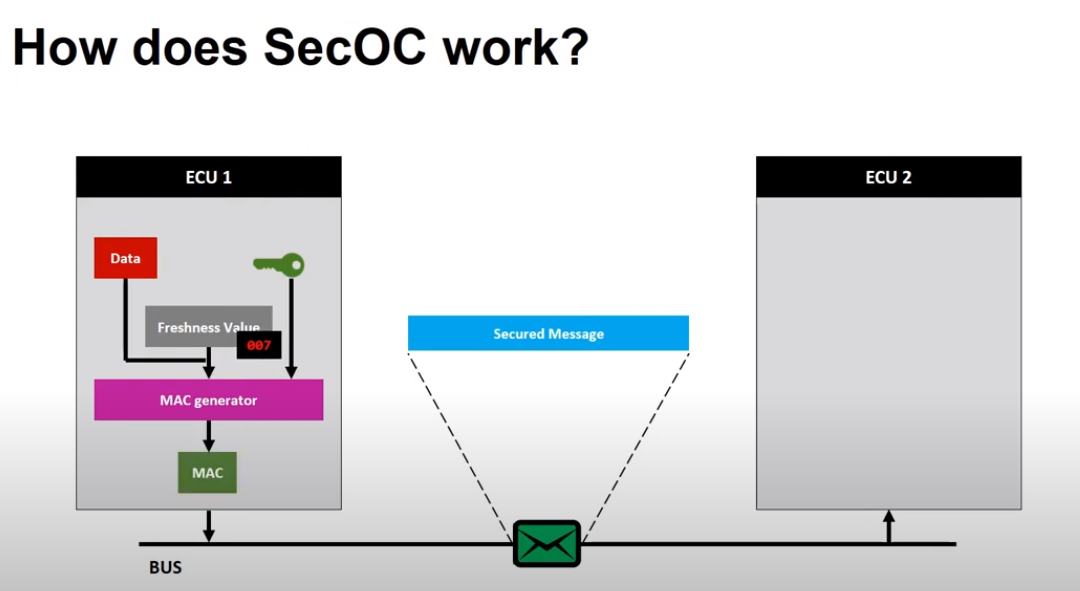 How does SecOC work?
ECU 1
ECU 2
Data
Freshness Value
007
Secured Message
MAC generator
MAC
BUS